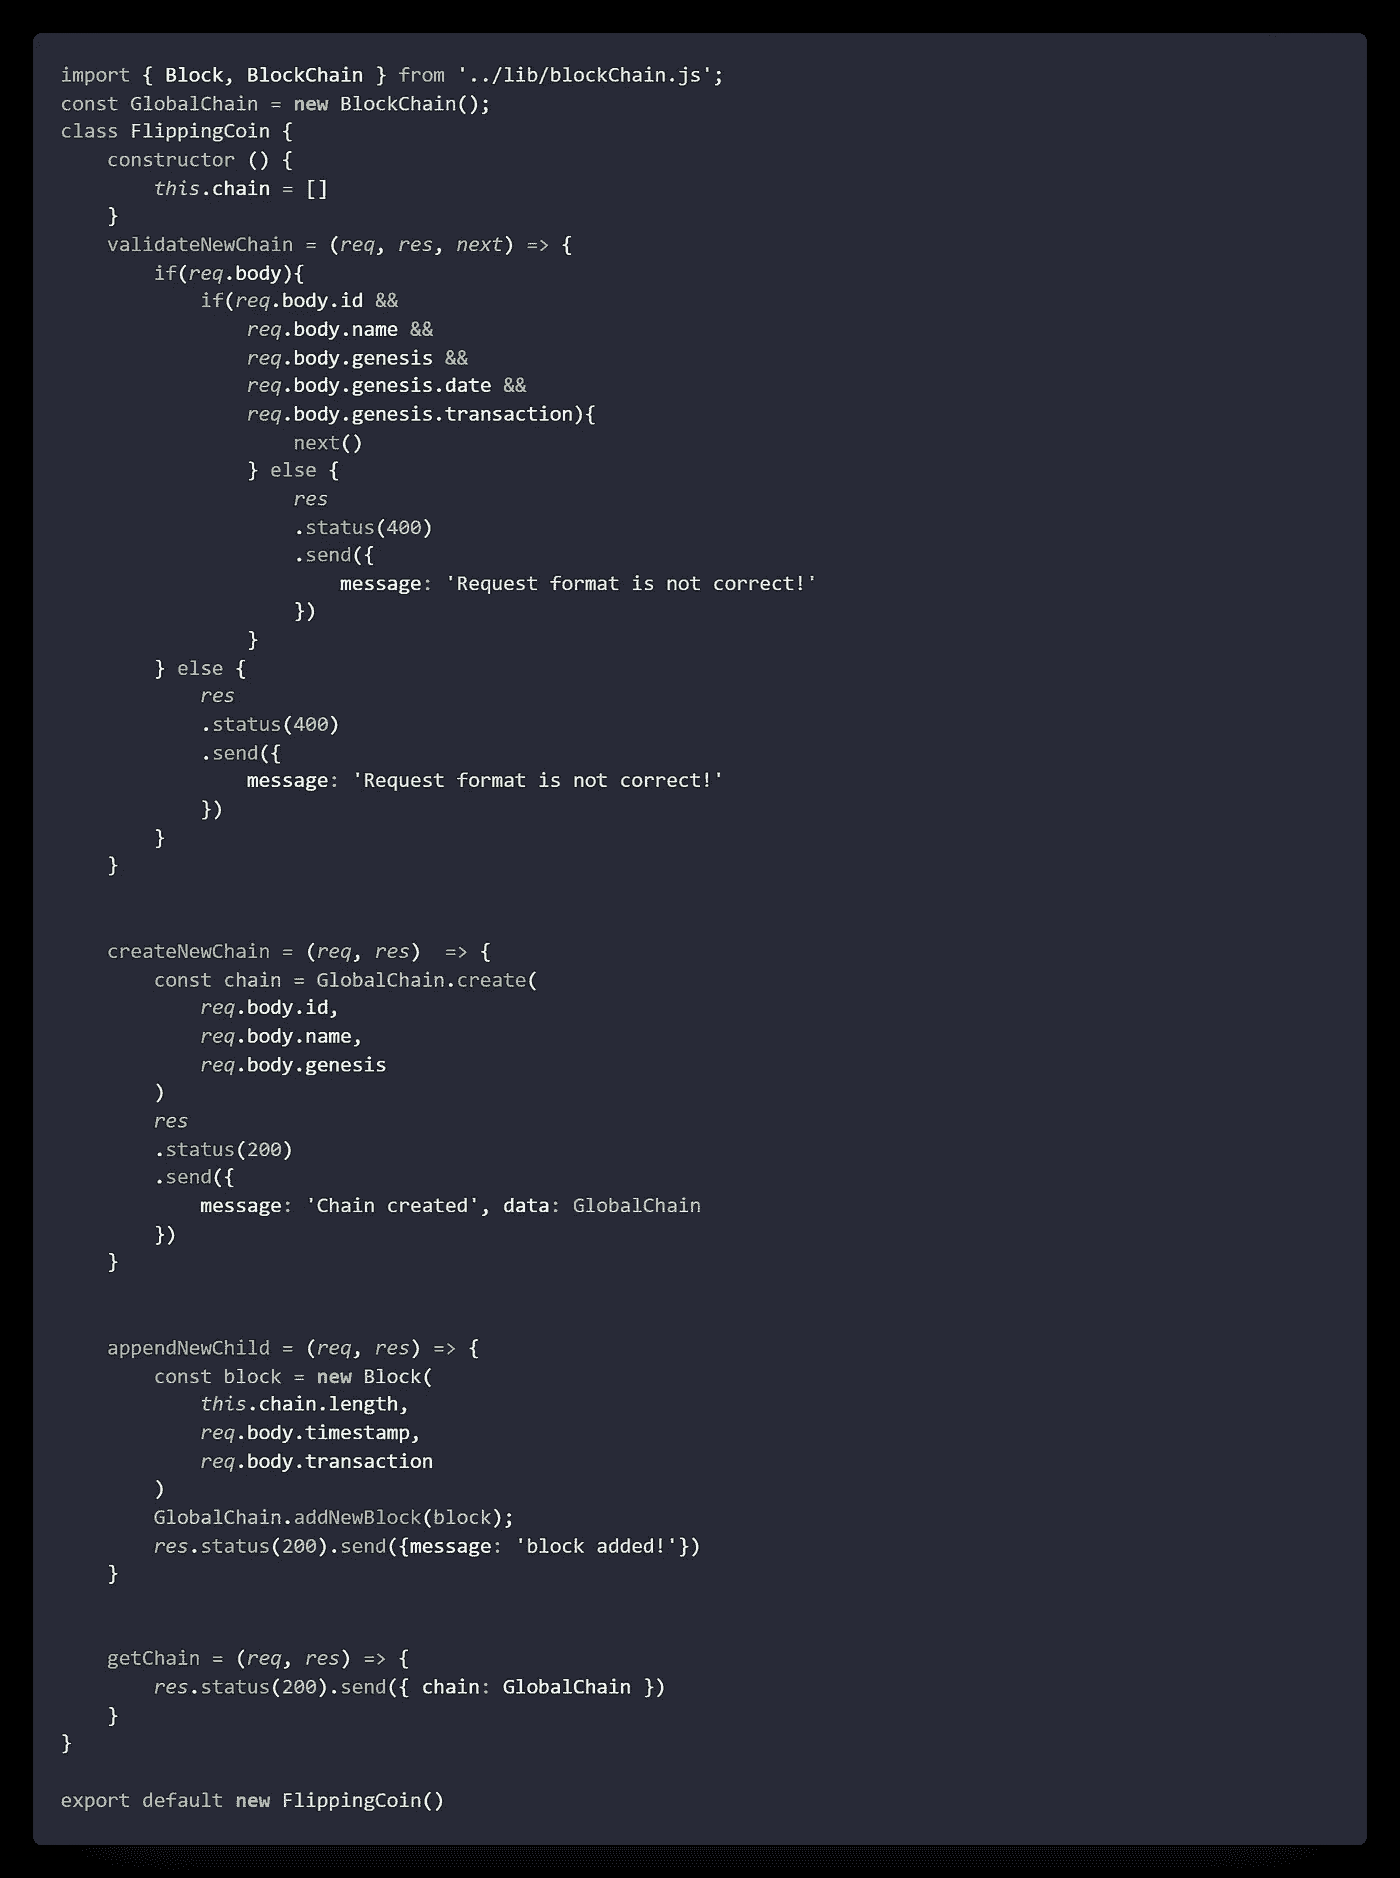 import { Block, BlockChain } from '../lib/blockChain.js';
const GlobalChain = new BlockChain();
class FlippingCoin {
    constructor () {
        this.chain = []
    }
    validateNewChain = (req, res, next) => {
        if(req.body){
            if(req.body.id &&
                req.body.name &&
                req.body.genesis &&
                req.body.genesis.date &&
                req.body.genesis.transaction){
                    next()
                } else {
                    res
                    .status(400)
                    .send({
                        message: 'Request format is not correct!'
                    })
                }
        } else {
            res
            .status(400)
            .send({
                message: 'Request format is not correct!'
            })
        }
    }
    createNewChain = (req, res)  => {
        const chain = GlobalChain.create(
            req.body.id,
            req.body.name,
            req.body.genesis
        )
        res
        .status(200)
        .send({
            message: 'Chain created', data: GlobalChain
        })
    }
    appendNewChild = (req, res) => {
        const block = new Block(
            this.chain.length,
            req.body.timestamp,
            req.body.transaction
        )
        GlobalChain.addNewBlock(block);
        res.status(200).send({message: 'block added!'})
    }
    getChain = (req, res) => {
        res.status(200).send({ chain: GlobalChain })
    }
}
export default new FlippingCoin()